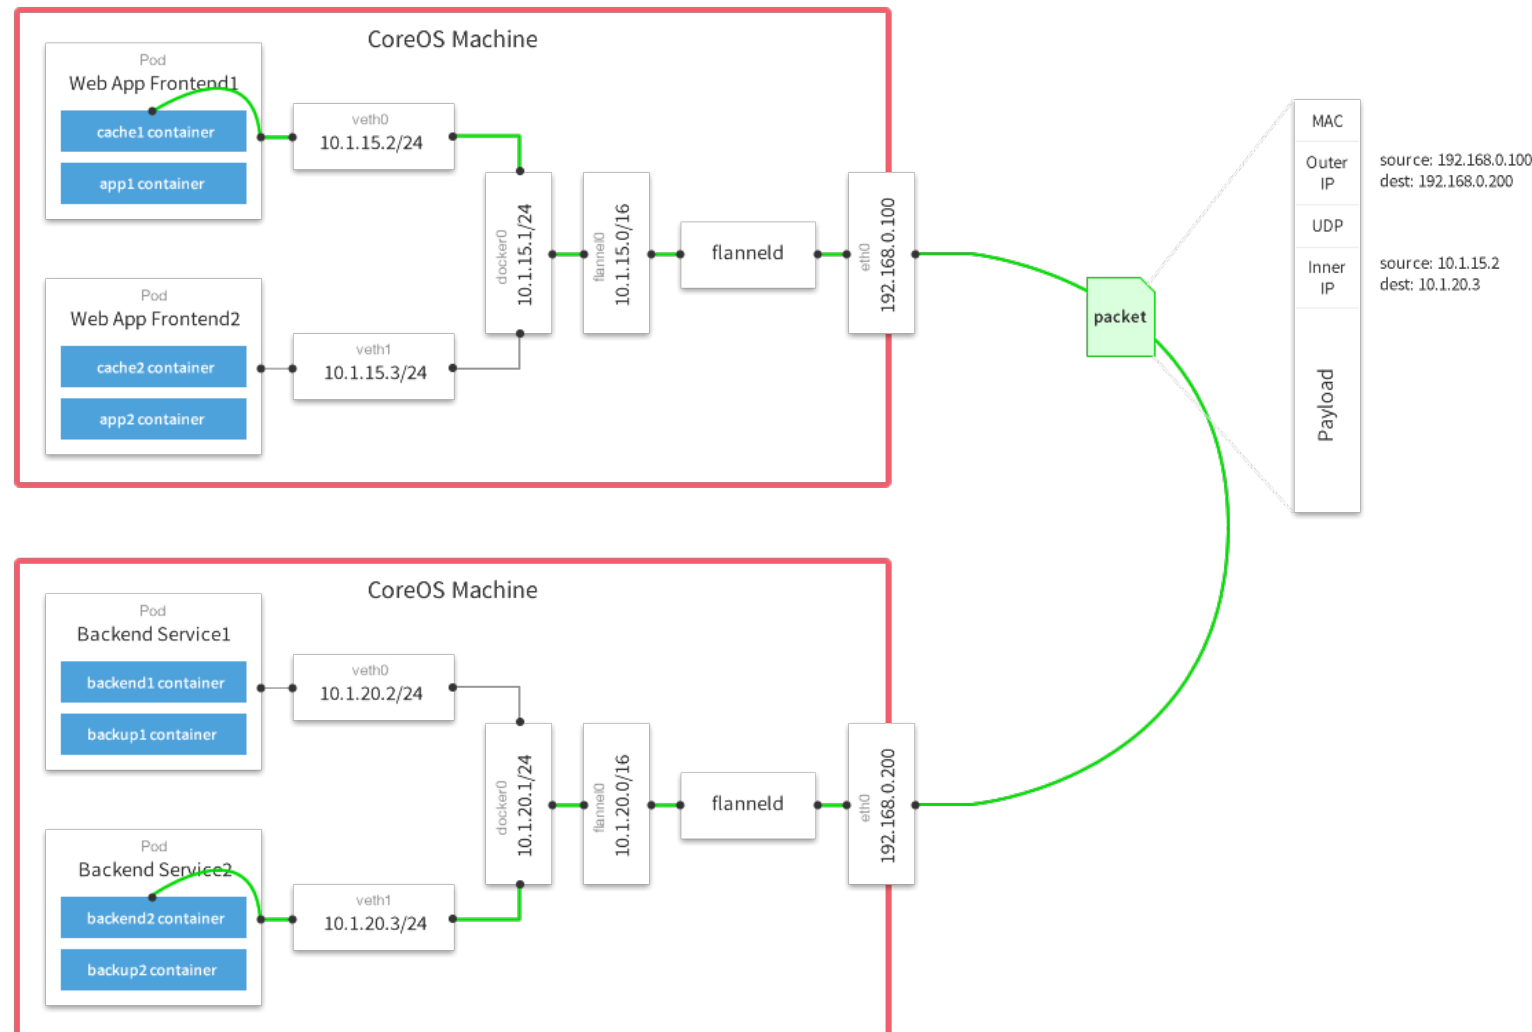 CoreOS Machine
Pod
Web App Frontend1
cache1 container
app1 container
veth0
10.1.15.2/24
Pod
Web App Frontend2
cache2 container
app2 container
veth1
10.1.15.3/24
docker0
10.1.15.1/24
flannel0
10.1.15.0/16
flanneld
eth0
192.168.0.100
packet
MAC
Outer
IP
source: 192.168.0.100
dest: 192.168.0.200
UDP
Inner
IP
source: 10.1.15.2
dest: 10.1.20.3
Payload
CoreOS Machine
Pod
Backend Service1
backend1 container
backup1 container
veth0
10.1.20.2/24
Pod
Backend Service2
backend2 container
backup2 container
veth1
10.1.20.3/24
docker0
10.1.20.1/24
flannel0
10.1.20.0/16
flanneld
eth0
192.168.0.200